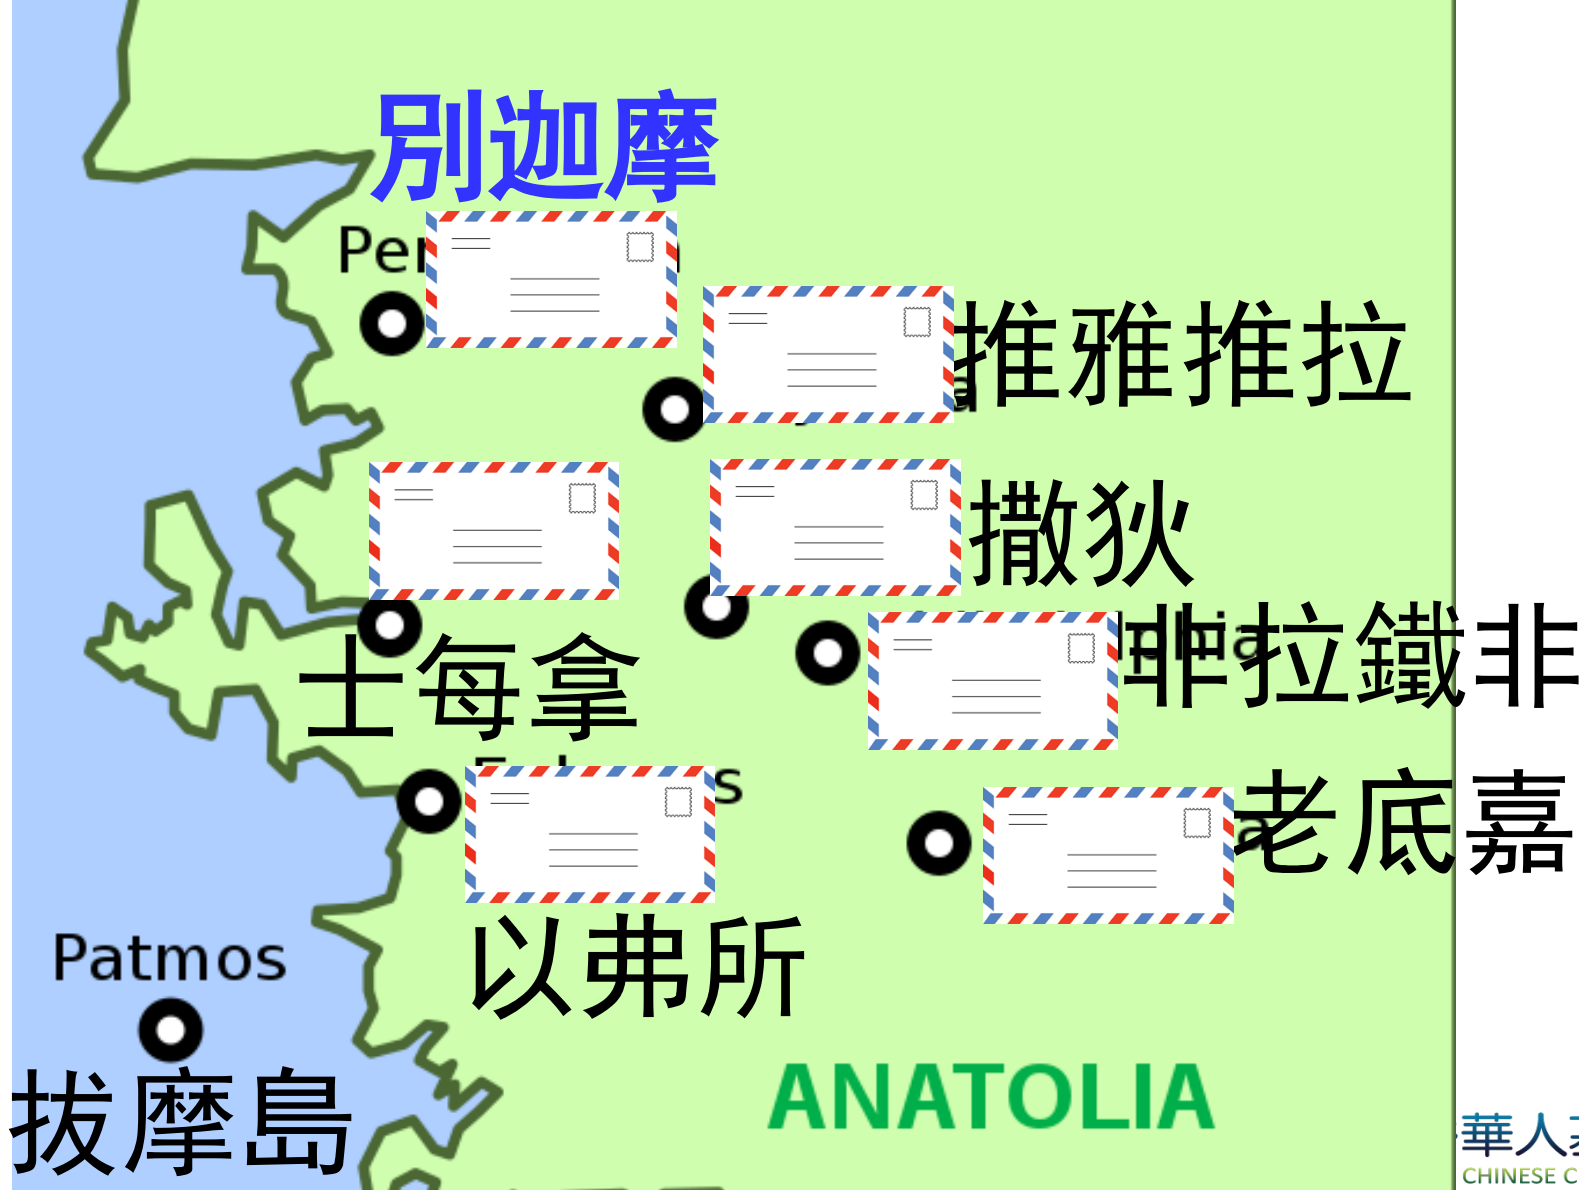 別迦摩
推雅推拉
撒狄
非拉鐵非
士每拿
老底嘉
以弗所
Patmos
拔摩島
ANATOLIA
華人
CHINESE C